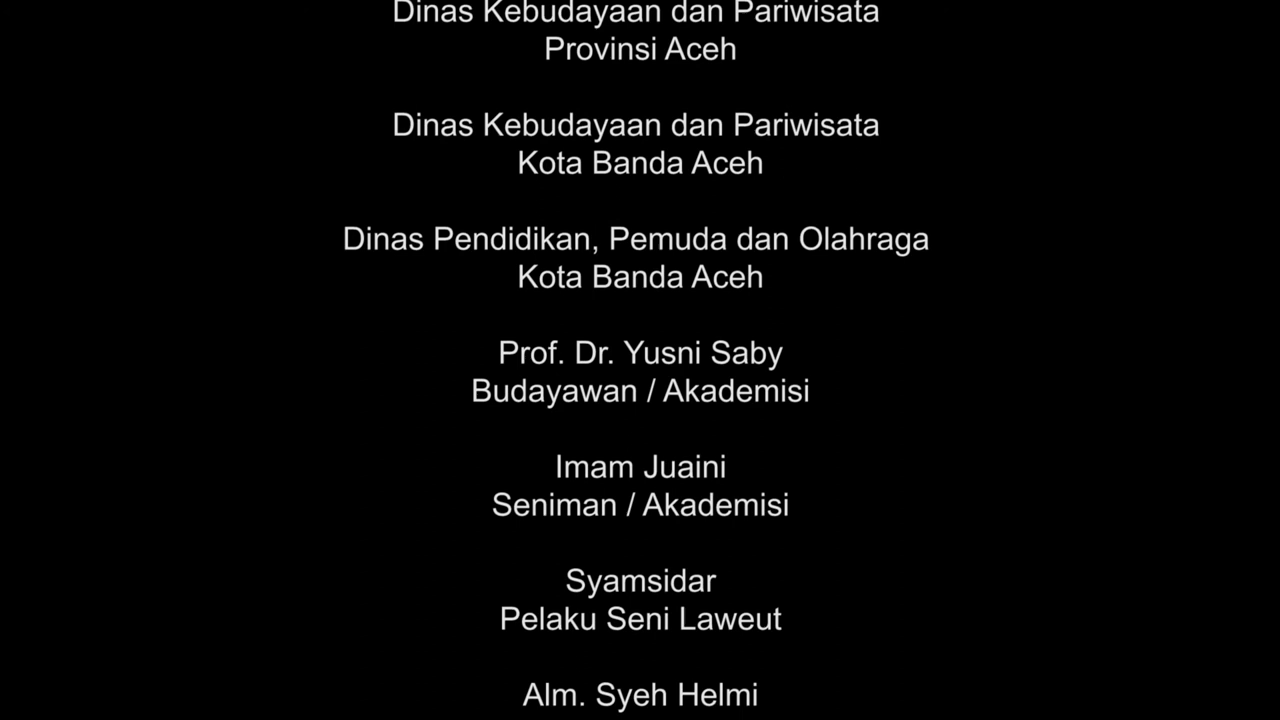 Dinas Kebudayaan dan Pariwisata
Provinsi Aceh
Dinas Kebudayaan dan Pariwisata
Kota Banda Aceh
Dinas Pendidikan, Pemuda dan Olahraga
Kota Banda Aceh
Prof. Dr. Yusni Saby
Budayawan / Akademisi
Imam Juaini
Seniman / Akademisi
Syamsidar
Pelaku Seni Laweut
Alm. Syeh Helmi